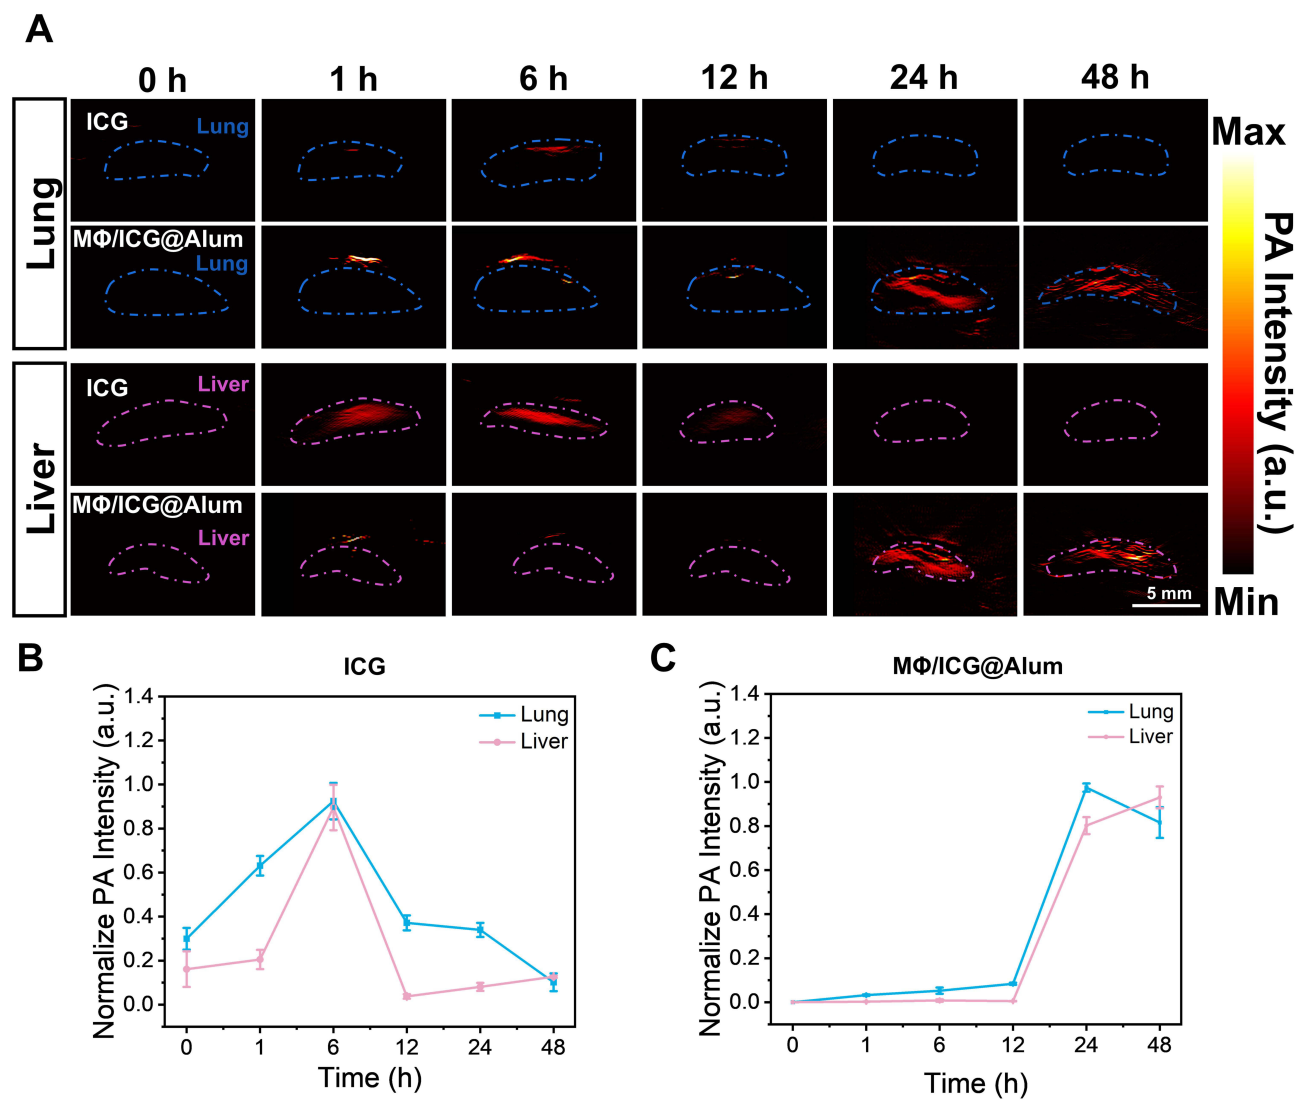 A
0 h 1 h 6 h 12 h 24 h 48 h
Lung
ICG
Lung
MΦ/ICG@Alum
Lung
Liver
ICG
Liver
MΦ/ICG@Alum
Liver
5 mm
Max
PA Intensity (a.u.)
Min
B
ICG
Normalize PA Intensity (a.u.)
1.4
1.2
1.0
0.8
0.6
0.4
0.2
0.0
Lung
Liver
0 1 6 12 24 48
Time (h)
C
MΦ/ICG@Alum
Normalize PA Intensity (a.u.)
1.4
1.2
1.0
0.8
0.6
0.4
0.2
0.0
Lung
Liver
0 1 6 12 24 48
Time (h)